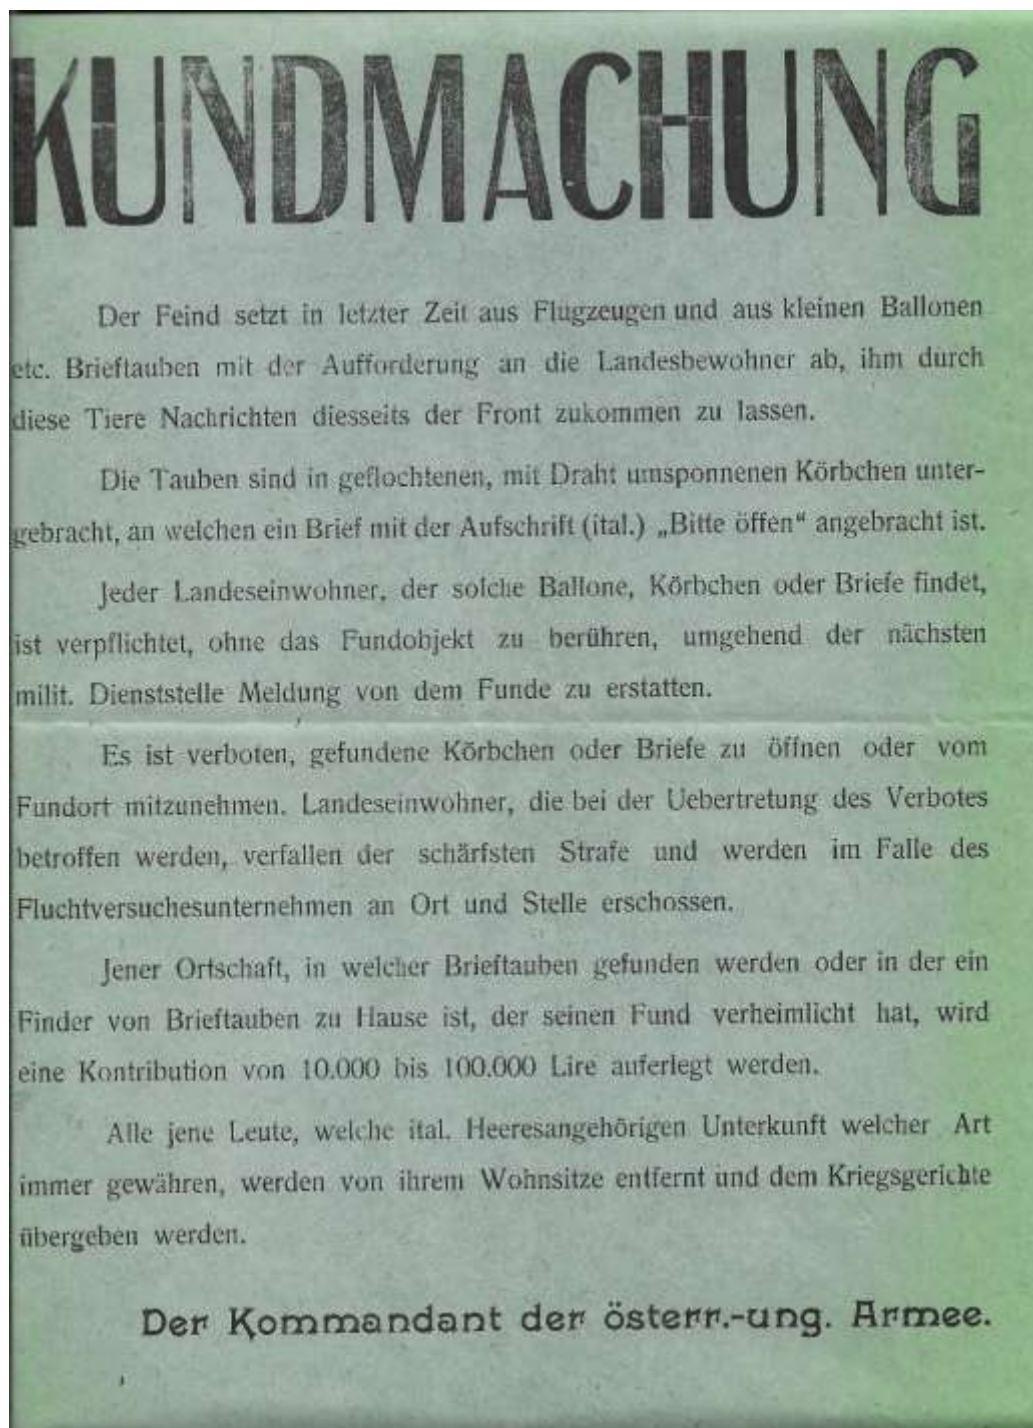 KUNDMACHUNG
Der Feind setzt in letzter Zeit aus Flugzeugen und aus kleinen Ballonen
etc. Brieftauben mit der Aufforderung an die Landesbewohner ab, ihm durch
diese Tiere Nachrichten diesseits der Front zukommen zu lassen.
Die Tauben sind in geflochtenen, mit Draht umsponnenen Körbchen unter-
gebracht, an welchen ein Brief mit der Aufschrift (ital.) „Bitte öffen“ angebracht ist.
Jeder Landeseinwohner, der solche Ballone, Körbchen oder Briefe findet,
ist verpflichtet, ohne das Fundobjekt zu berühren, umgehend der nächsten
milit. Dienststelle Meldung von dem Funde zu erstatten.
Es ist verboten, gefundene Körbchen oder Briefe zu öffnen oder vom
Fundort mitzunehmen. Landeseinwohner, die bei der Uebertretung des Verbotes
betroffen werden, verfallen der schärfsten Strafe und werden im Falle des
Fluchtversuchesunternehmen an Ort und Stelle erschossen.
Jener Ortschaft, in welcher Brieftauben gefunden werden oder in der ein
Finder von Brieftauben zu Hause ist, der seinen Fund verheimlicht hat, wird
eine Kontribution von 10.000 bis 100.000 Lire auferlegt werden.
Alle jene Leute, welche ital. Heeresangehörigen Unterkunft welcher Art
immer gewähren, werden von ihrem Wohnsitze entfernt und dem Kriegsgerichte
übergeben werden.
Der Kommandant der österr.-ung. Armee.